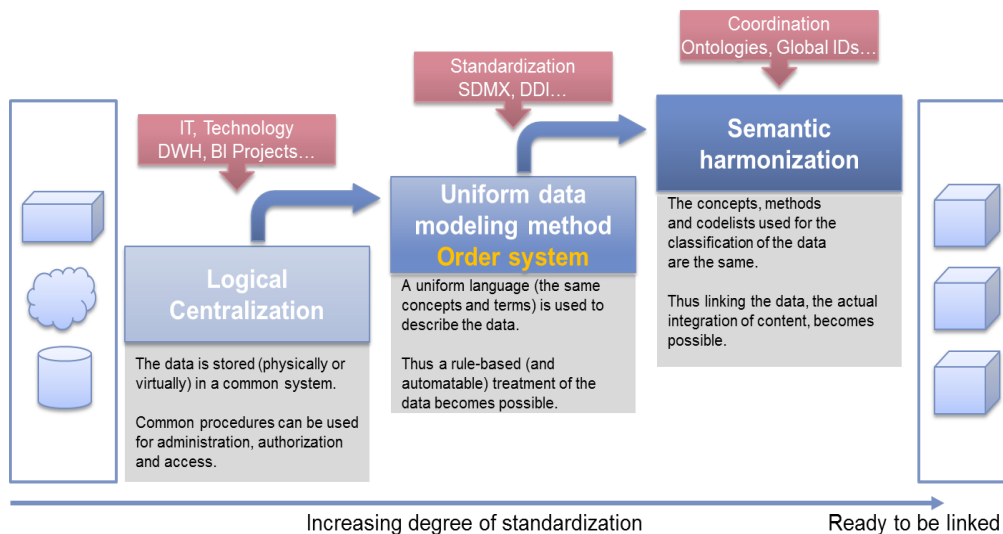 Coordination
Ontologies, Global IDs…
Standardization
SDMX, DDI…
IT, Technology
DWH, BI Projects…
Semantic
harmonization
Uniform data
modeling method
Order system
Logical
Centralization
The data is stored (physically or
virtually) in a common system.
Common procedures can be used
for administration, authorization
and access.
A uniform language (the same
concepts and terms) is used to
describe the data.
Thus a rule-based (and
automatable) treatment of the
data becomes possible.
The concepts, methods
and codelists used for the
classification of the data
are the same.
Thus linking the data, the actual
integration of content, becomes
possible.
Increasing degree of standardization
Ready to be linked